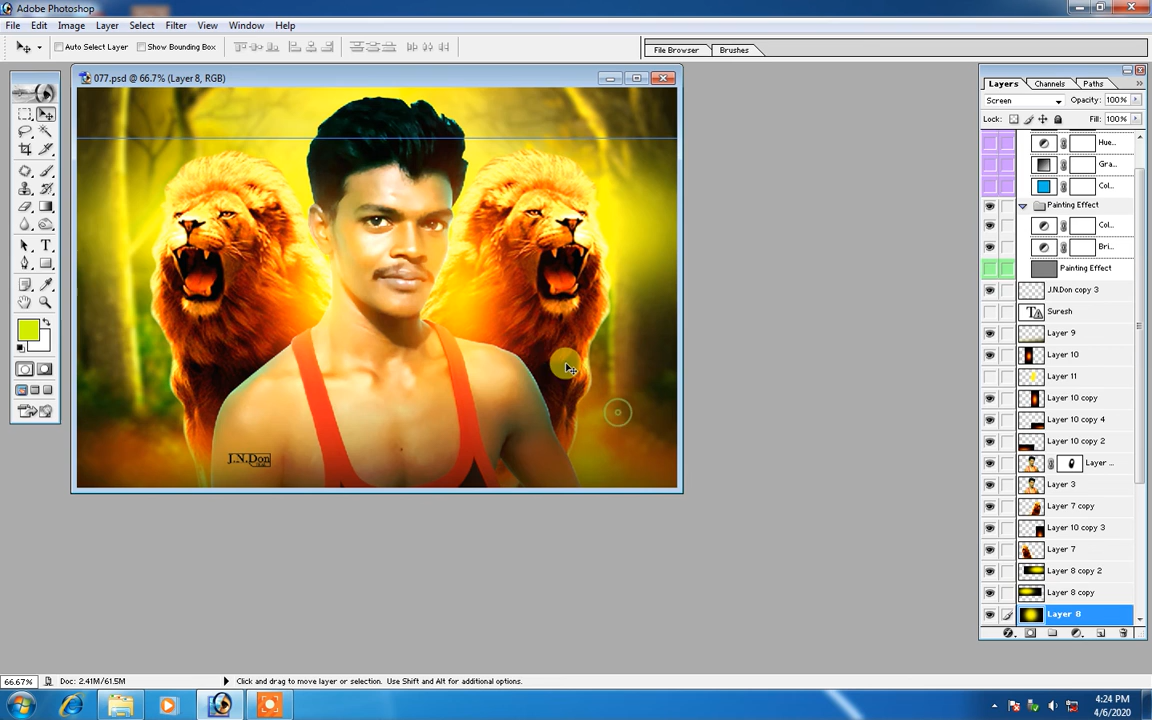 Adobe Photoshop
File Edit Image Layer Select Filter View Window Help
Auto Select Layer Show Bounding Box
File Browser Brushes
077.psd @ 66.7% (Layer 8, RGB)
J.N.Don
Layers Channels Paths
Screen Opacity: 100%
Lock: Fill: 100%
Hue...
Gra...
Col...
Painting Effect
Col...
Bri...
Painting Effect
J.N.Don copy 3
Suresh
Layer 9
Layer 10
Layer 11
Layer 10 copy
Layer 10 copy 4
Layer 10 copy 2
Layer ...
Layer 3
Layer 7 copy
Layer 10 copy 3
Layer 7
Layer 8 copy 2
Layer 8 copy
Layer 8
66.67% Doc: 2.41M/61.5M Click and drag to move layer or selection. Use Shift and Alt for additional options.
4:24 PM
4/6/2020